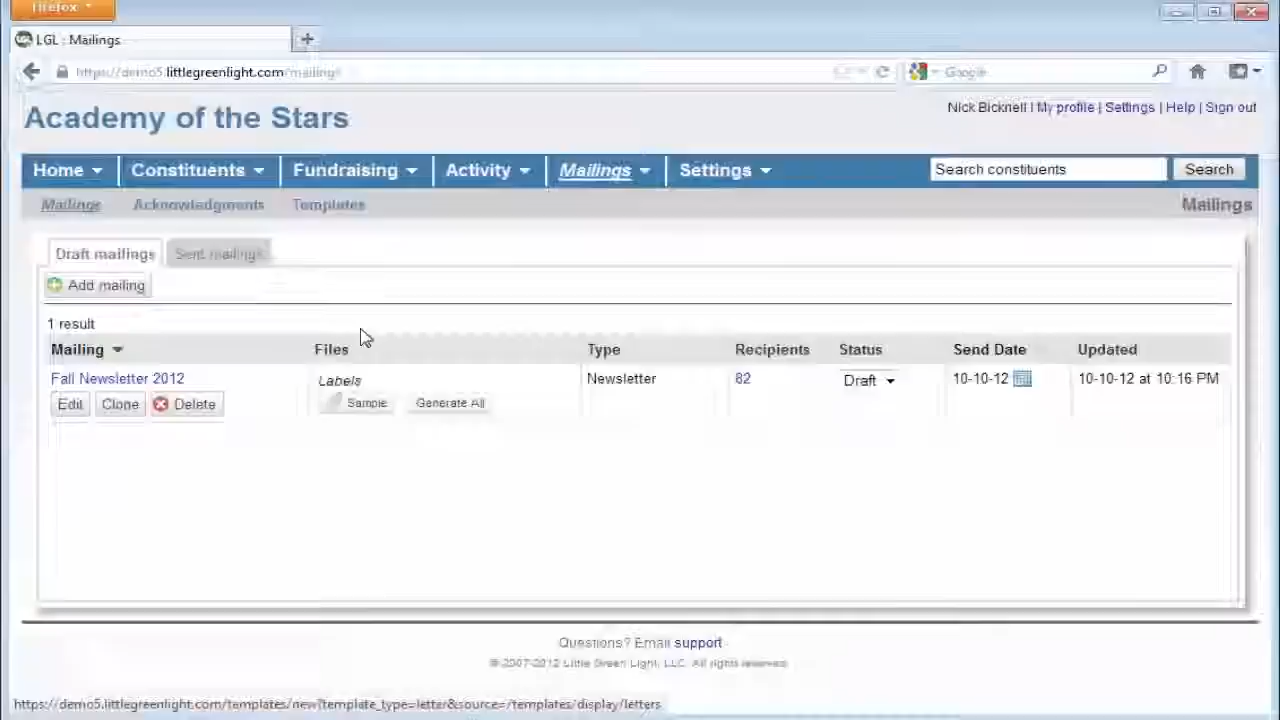 Firefox
LGL : Mailings
https://demo5.littlegreenlight.com/mailings
Google
Academy of the Stars
Nick Bicknell | My profile | Settings | Help | Sign out
Home Constituents Fundraising Activity Mailings Settings
Search constituents Search
Mailings Acknowledgments Templates Mailings
Draft mailings Sent mailings
Add mailing
1 result
Mailing Files Type Recipients Status Send Date Updated
Fall Newsletter 2012 Labels Newsletter 82 Draft 10-10-12 10-10-12 at 10:16 PM
Edit Clone Delete Sample Generate All
Questions? Email support
© 2007-2012 Little Green Light, LLC. All rights reserved.
https://demo5.littlegreenlight.com/templates/new?template_type=letter&source=/templates/display/letters